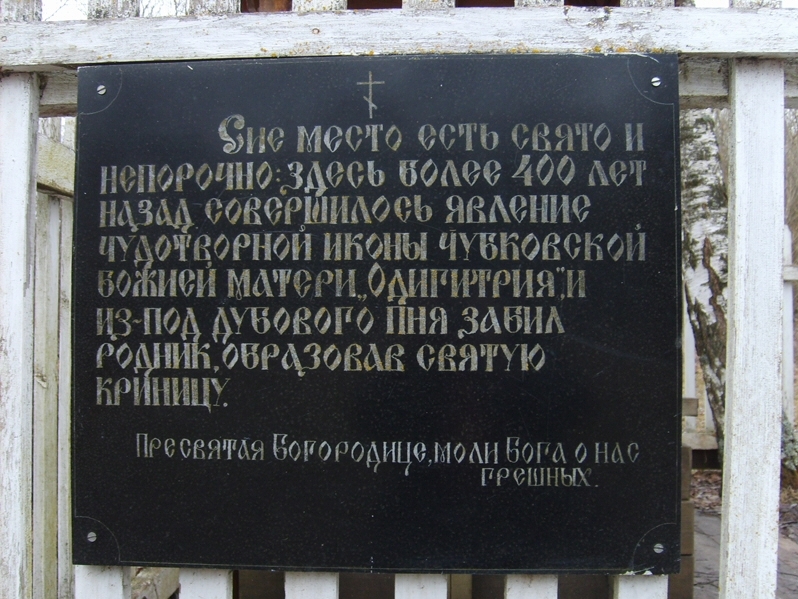 Сие место есть свято и
непорочно: здесь более 400 лет
назад совершилось явление
чудотворной иконы Чубковской
Божией Матери „Одигитрия“, и
из-под дубового пня забил
родник, образовав святую
криницу.
Пресвятая Богородице, моли Бога о нас
грешных.